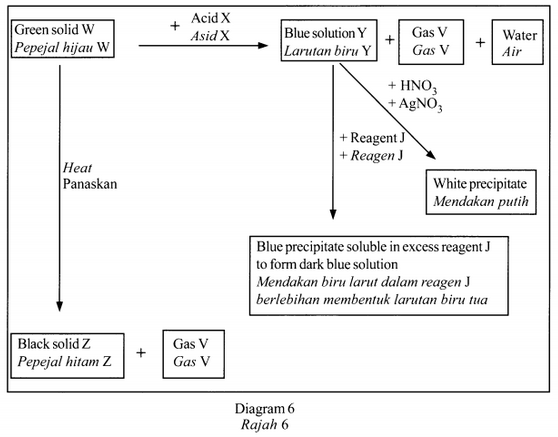 Green solid W
Pepejal hijau W
+ Acid X
Asid X
Blue solution Y
Larutan biru Y
+
Gas V
Gas V
+
Water
Air
+ HNO₃
+ AgNO₃
+ Reagent J
+ Reagen J
Heat
Panaskan
White precipitate
Mendakan putih
Blue precipitate soluble in excess reagent J
to form dark blue solution
Mendakan biru larut dalam reagen J
berlebihan membentuk larutan biru tua
Black solid Z
Pepejal hitam Z
+
Gas V
Gas V
Diagram 6
Rajah 6